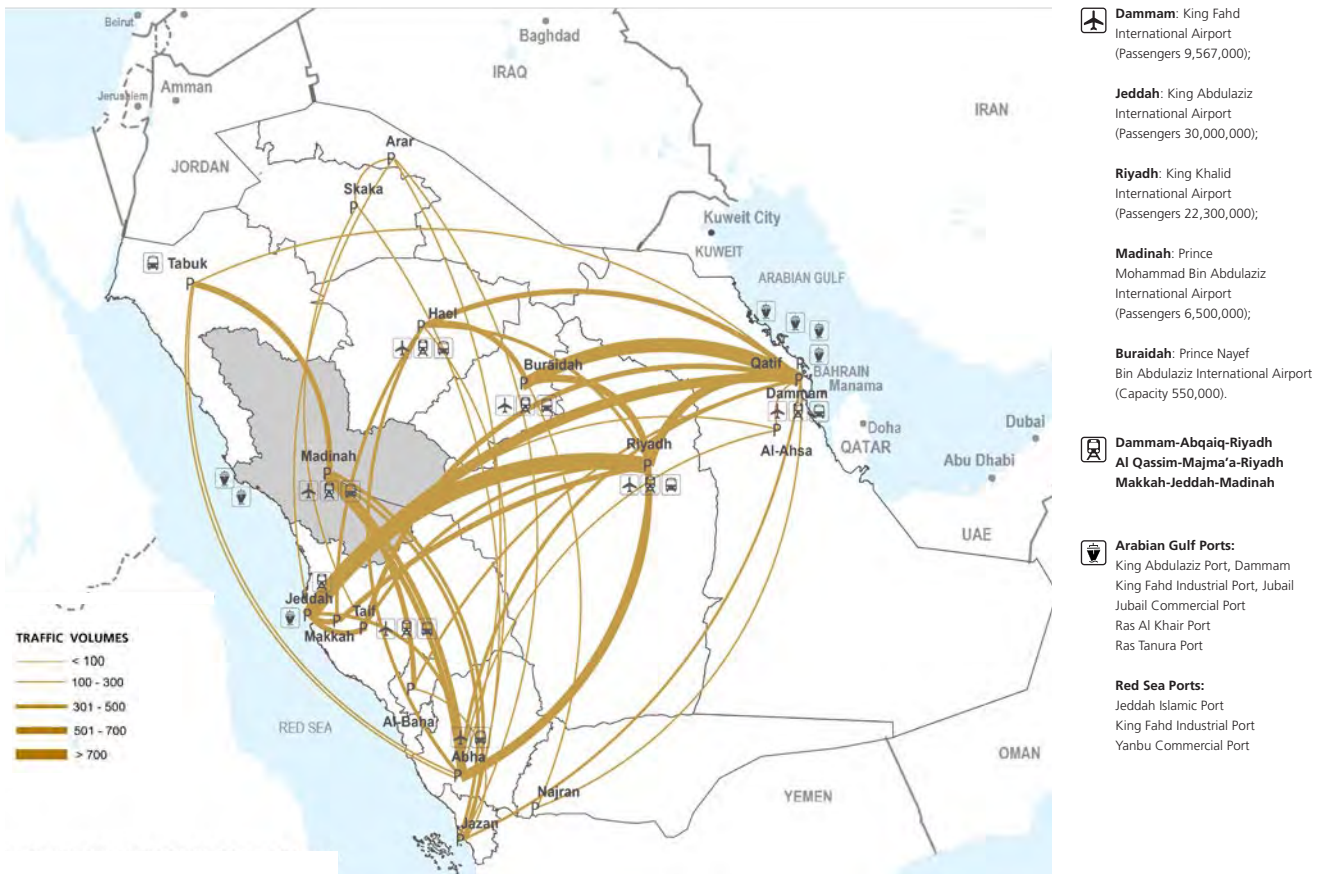 Beirut
Baghdad
IRAQ
Jerusalem
Amman
IRAN
JORDAN
Arar
P
Skaka
P
Kuwait City
KUWAIT
Tabuk
P
ARABIAN GULF
Hael
P
Buraidah
P
Qatif
P
BAHRAIN
Manama
Dammam
Doha
QATAR
Dubai
Abu Dhabi
P
Al-Ahsa
Riyadh
P
Madinah
P
UAE
Jeddah
P
Taif
P
P
Makkah
P
Al-Baha
RED SEA
Abha
P
Najran
P
Jazan
P
YEMEN
OMAN
TRAFFIC VOLUMES
< 100
100 - 300
301 - 500
501 - 700
> 700
Dammam: King Fahd
International Airport
(Passengers 9,567,000);
Jeddah: King Abdulaziz
International Airport
(Passengers 30,000,000);
Riyadh: King Khalid
International Airport
(Passengers 22,300,000);
Madinah: Prince
Mohammad Bin Abdulaziz
International Airport
(Passengers 6,500,000);
Buraidah: Prince Nayef
Bin Abdulaziz International Airport
(Capacity 550,000).
Dammam-Abqaiq-Riyadh
Al Qassim-Majma’a-Riyadh
Makkah-Jeddah-Madinah
Arabian Gulf Ports:
King Abdulaziz Port, Dammam
King Fahd Industrial Port, Jubail
Jubail Commercial Port
Ras Al Khair Port
Ras Tanura Port
Red Sea Ports:
Jeddah Islamic Port
King Fahd Industrial Port
Yanbu Commercial Port